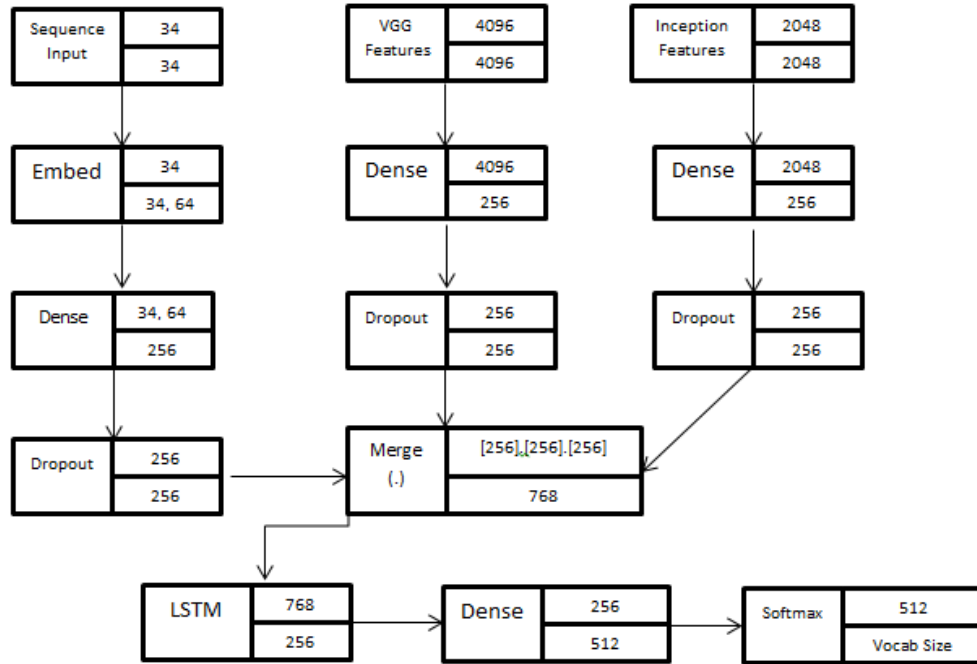 Sequence
Input
34
34
VGG
Features
4096
4096
Inception
Features
2048
2048
Embed
34
34, 64
Dense
4096
256
Dense
2048
256
Dense
34, 64
256
Dropout
256
256
Dropout
256
256
Dropout
256
256
Merge
(.)
[256],[256].[256]
768
LSTM
768
256
Dense
256
512
Softmax
512
Vocab Size